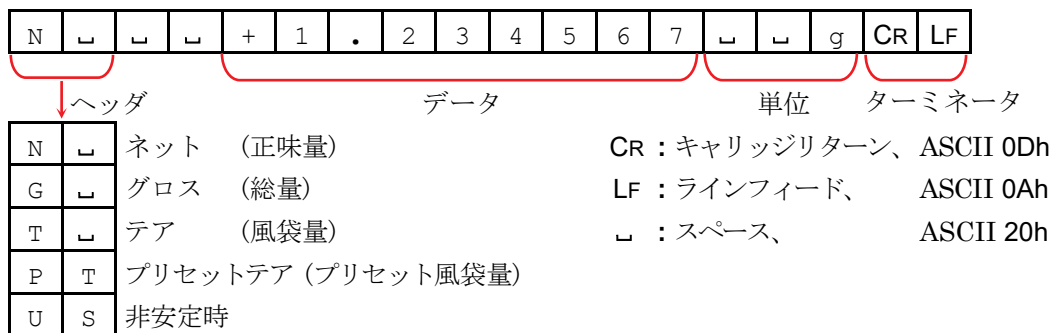 N ␣ ␣ ␣ + 1 . 2 3 4 5 6 7 ␣ ␣ g CR LF
ヘッダ データ 単位 ターミネータ
N ␣ ネット (正味量) CR : キャリッジリターン、 ASCII 0Dh
G ␣ グロス (総量) LF : ラインフィード、 ASCII 0Ah
T ␣ テア (風袋量) ␣ : スペース、 ASCII 20h
P T プリセットテア (プリセット風袋量)
U S 非安定時